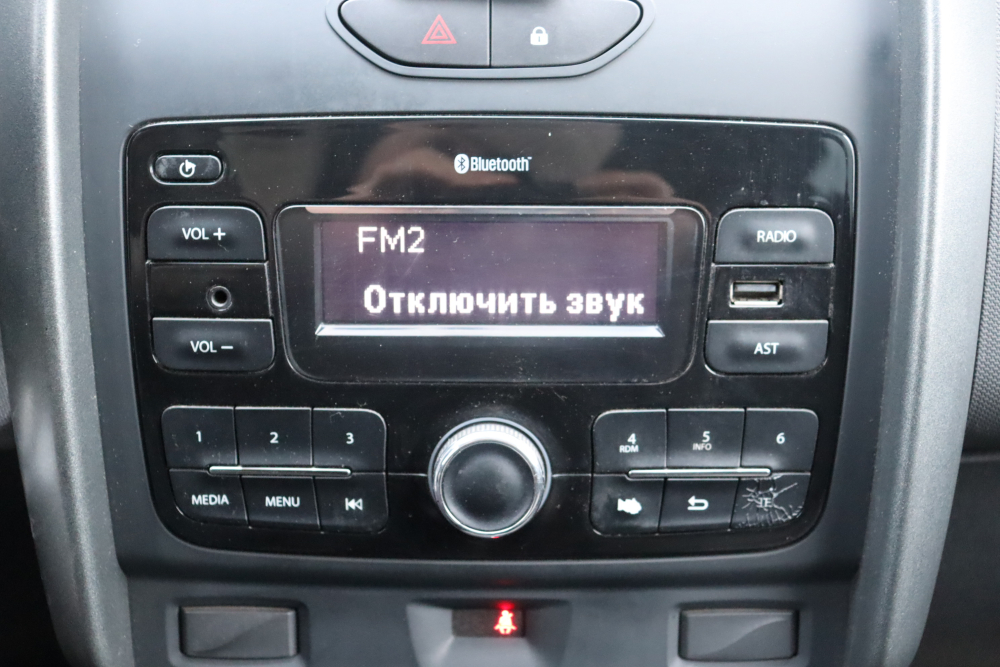 Bluetooth
VOL +
FM2
RADIO
Отключить звук
VOL –
AST
1
2
3
4
RDM
5
INFO
6
MEDIA
MENU